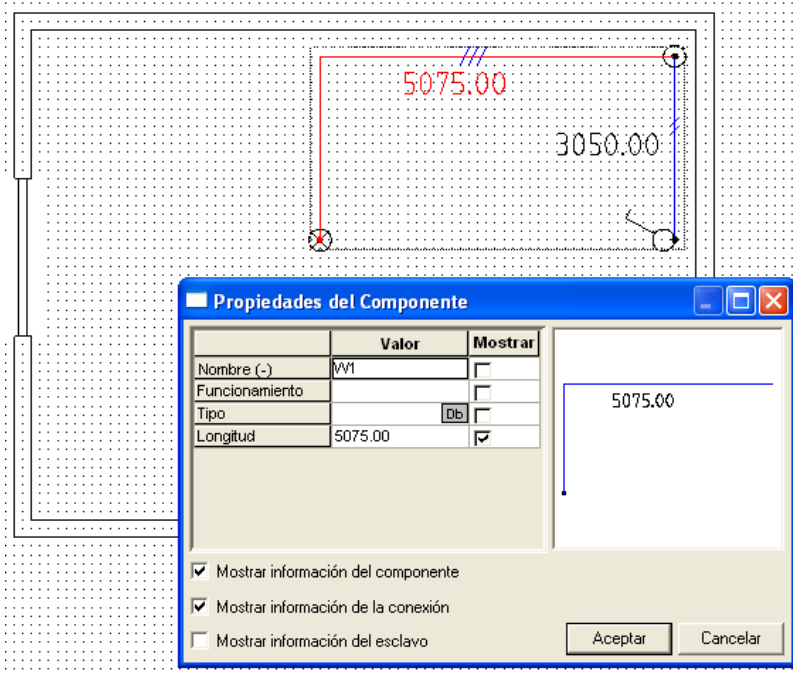 5075.00
3050.00
Propiedades del Componente
Valor Mostrar
Nombre (-) W1
Funcionamiento
Tipo Db
Longitud 5075.00
5075.00
Mostrar información del componente
Mostrar información de la conexión
Mostrar información del esclavo
Aceptar Cancelar